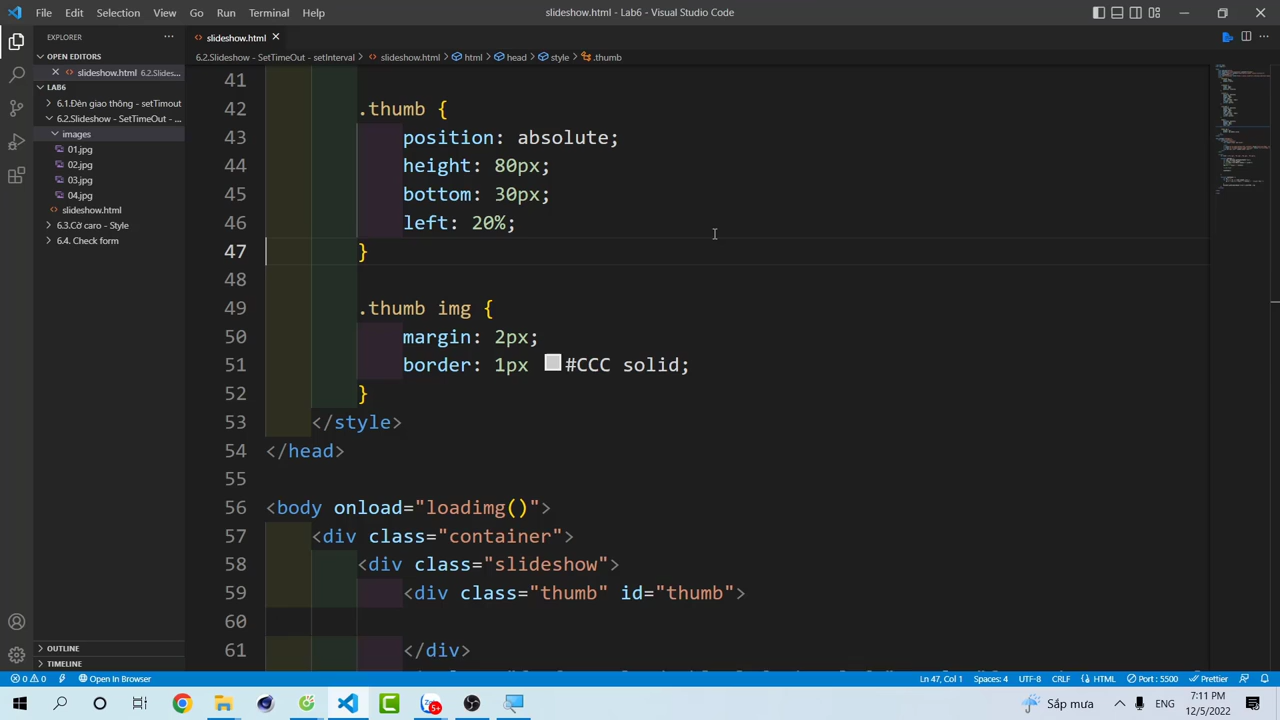 File Edit Selection View Go Run Terminal Help slideshow.html - Lab6 - Visual Studio Code
EXPLORER ··· slideshow.html
OPEN EDITORS
slideshow.html 6.2.Slides...
LAB6
6.1.Đèn giao thông - setTimout
6.2.Slideshow - SetTimeOut - ...
images
01.jpg
02.jpg
03.jpg
04.jpg
slideshow.html
6.3.Cờ caro - Style
6.4. Check form
OUTLINE
TIMELINE
6.2.Slideshow - SetTimeOut - setInterval > slideshow.html > html > head > style > .thumb
41
42 .thumb {
43 position: absolute;
44 height: 80px;
45 bottom: 30px;
46 left: 20%;
47 }
48
49 .thumb img {
50 margin: 2px;
51 border: 1px #CCC solid;
52 }
53 </style>
54 </head>
55
56 <body onload="loadimg()">
57 <div class="container">
58 <div class="slideshow">
59 <div class="thumb" id="thumb">
60
61 </div>
0 0 Open In Browser Ln 47, Col 1 Spaces: 4 UTF-8 CRLF HTML Port : 5500 Prettier
5+ Sắp mưa ENG 7:11 PM
12/5/2022